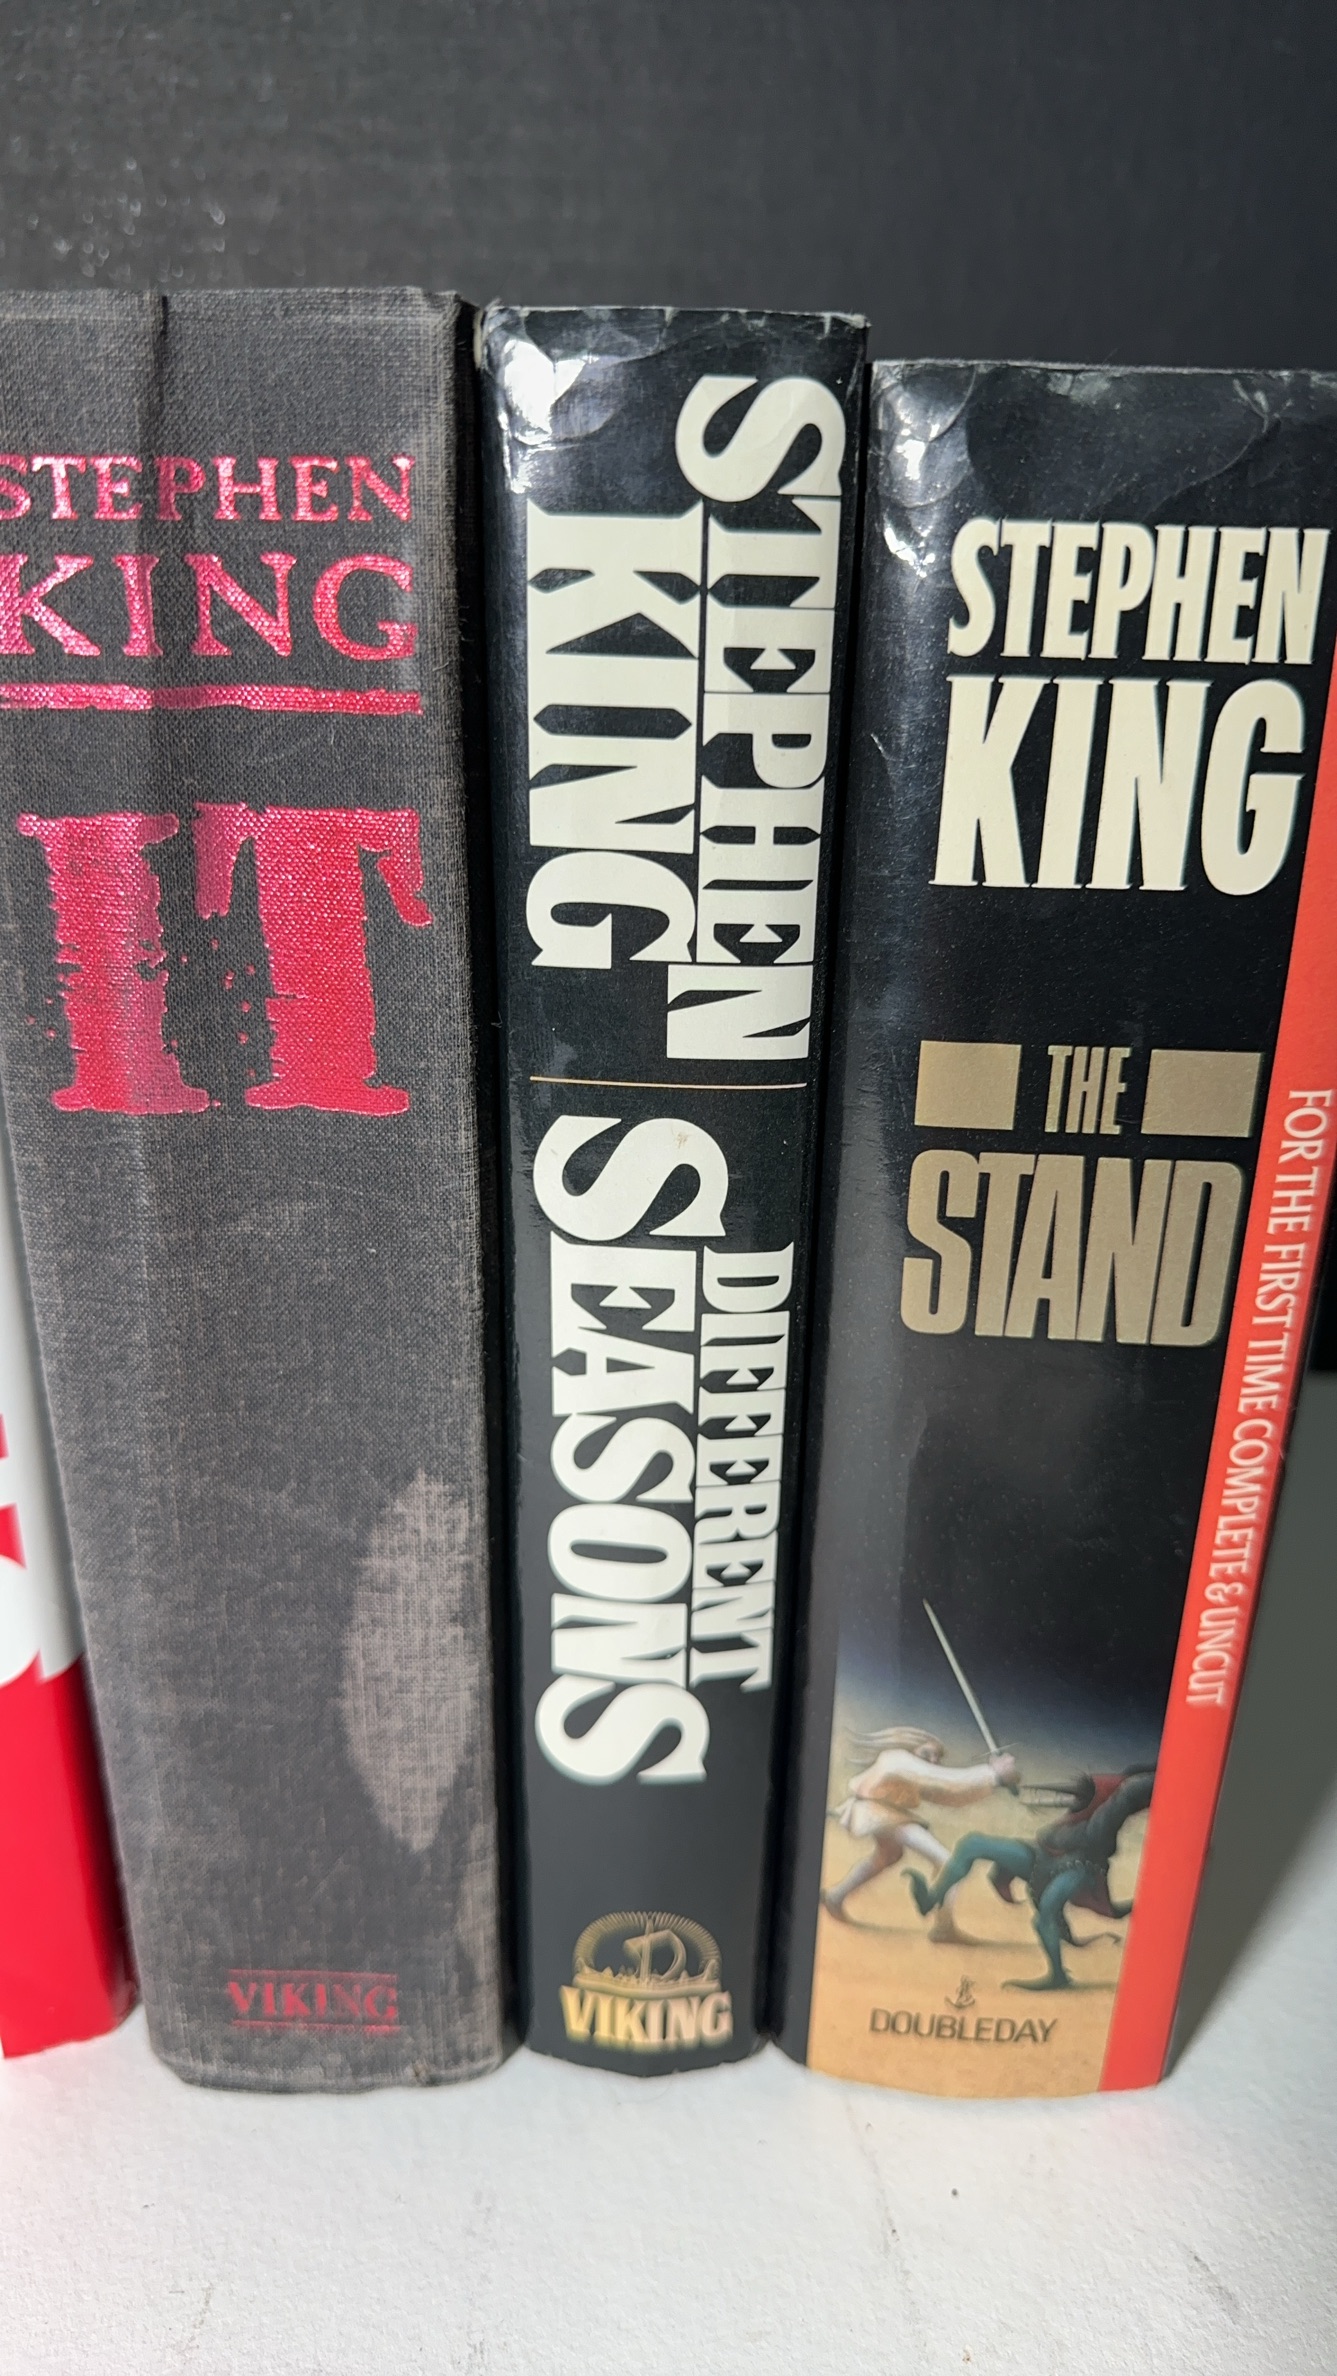 STEPHEN
KING
IT
VIKING
STEPHEN
KING
DIFFERENT
SEASONS
VIKING
STEPHEN
KING
THE
STAND
FOR THE FIRST TIME COMPLETE & UNCUT
DOUBLEDAY